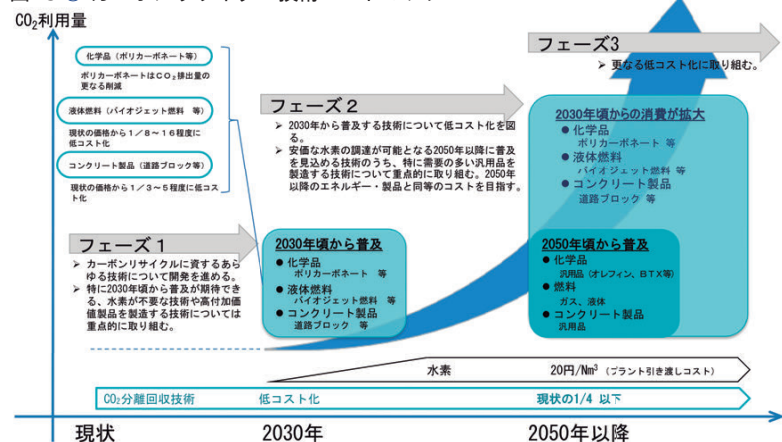 CO₂利用量
化学品（ポリカーボネート等）
ポリカーボネートはCO₂排出量の
更なる削減
液体燃料（バイオジェット燃料 等）
現状の価格から1／8～16程度に
低コスト化
コンクリート製品（道路ブロック等）
現状の価格から1／3～5程度に低コス
ト化
フェーズ1
➢ カーボンリサイクルに資するあら
ゆる技術について開発を進める。
➢ 特に2030年頃から普及が期待でき
る、水素が不要な技術や高付加価
値製品を製造する技術については
重点的に取り組む。
フェーズ2
➢ 2030年から普及する技術について低コスト化を図
る。
➢ 安価な水素の調達が可能となる2050年以降に普及
を見込める技術のうち、特に需要の多い汎用品を
製造する技術について重点的に取り組む。2050年
以降のエネルギー・製品と同等のコストを目指す。
2030年頃から普及
● 化学品
ポリカーボネート 等
● 液体燃料
バイオジェット燃料 等
● コンクリート製品
道路ブロック 等
フェーズ3
➢ 更なる低コスト化に取り組む。
2030年頃からの消費が拡大
● 化学品
ポリカーボネート 等
● 液体燃料
バイオジェット燃料 等
● コンクリート製品
道路ブロック 等
2050年頃から普及
● 化学品
汎用品（オレフィン、BTX等）
● 燃料
ガス、液体
● コンクリート製品
汎用品
水素 20円/Nm³（プラント引き渡しコスト）
CO₂分離回収技術 低コスト化 現状の1/4 以下
現状 2030年 2050年以降